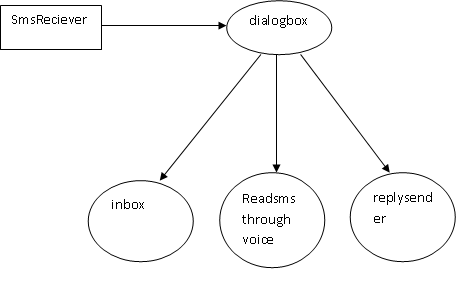 SmsReciever
dialogbox
inbox
Readsms
through
voice
replysend
er